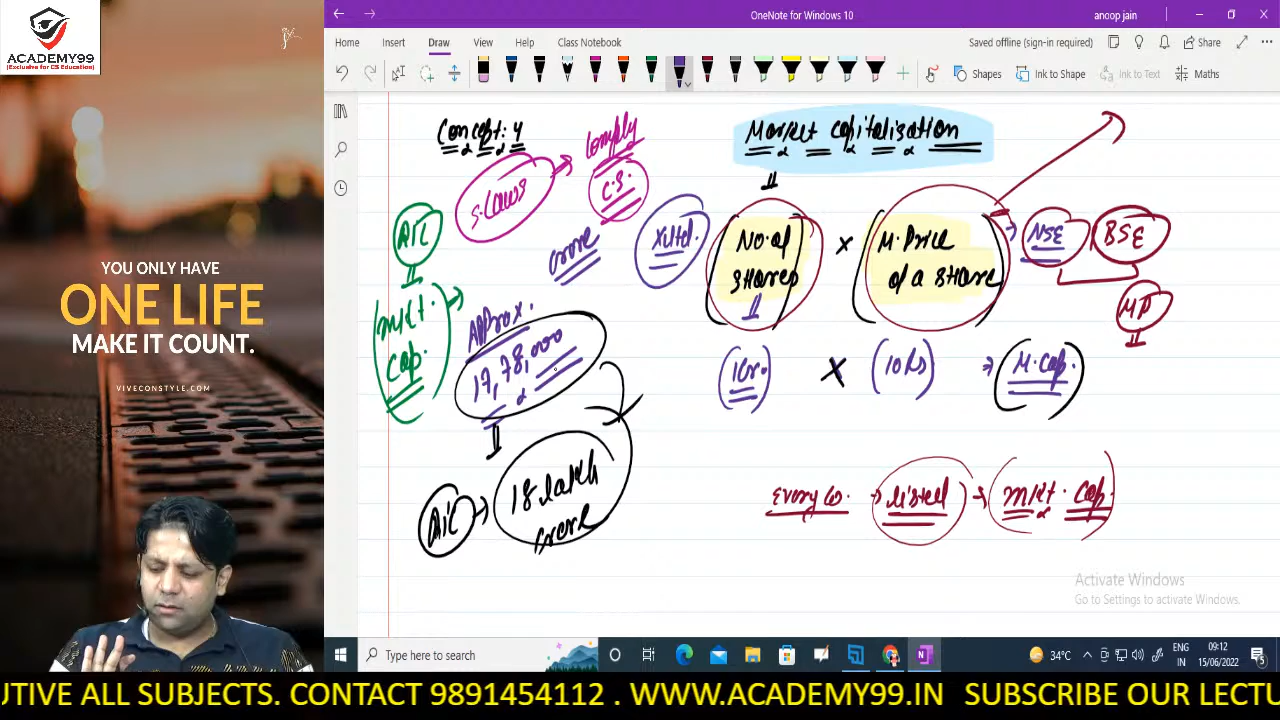 ACADEMY99
(Exclusive for CS Education)
YOU ONLY HAVE
ONE LIFE
MAKE IT COUNT.
VIVECONSTYLE.COM
OneNote for Windows 10
anoop jain
Home Insert Draw View Help Class Notebook
Saved offline (sign-in required)
Share
Shapes
Ink to Shape
Ink to Text
Maths
Concept: 4
S. Laws
Comply
C.S.
Market Capitalisation
crore
X Ltd.
No. of
Shares
×
M. Price
of a share
NSE
BSE
MP
RIL
mkt.
Cap.
Approx.
17,78,000
(1Cr.) × (10 Rs) → (M. Cap.)
RIL → 18 Lakh
crore
Every Co. → Listed → (mkt. Cap.)
Activate Windows
Go to Settings to activate Windows.
Type here to search
34°C
ENG
IN
09:12
15/06/2022
UTIVE ALL SUBJECTS. CONTACT 9891454112 . WWW.ACADEMY99.IN SUBSCRIBE OUR LECTU